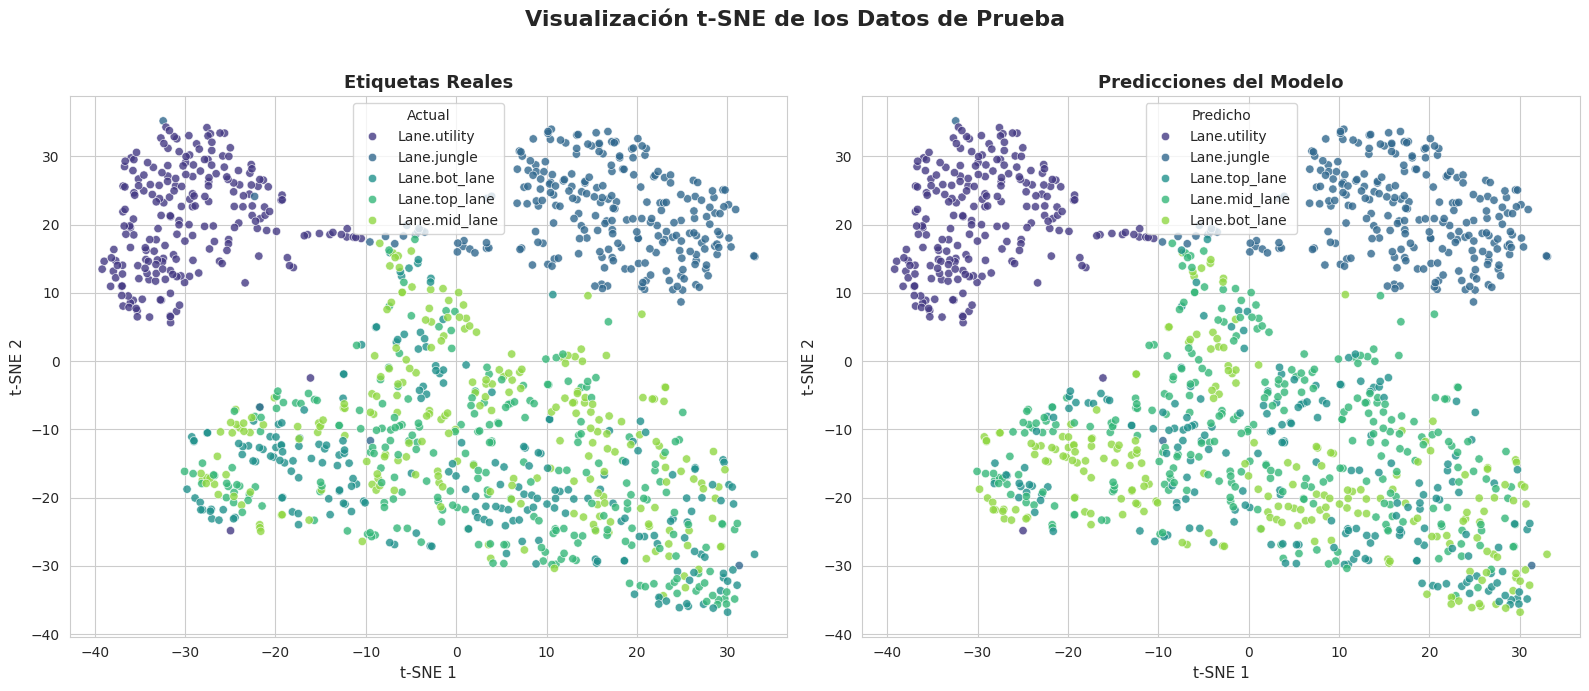 Visualización t-SNE de los Datos de Prueba
Etiquetas Reales
Actual
Lane.utility
Lane.jungle
Lane.bot_lane
Lane.top_lane
Lane.mid_lane
t-SNE 2
30
20
10
0
−10
−20
−30
−40
−40
−30
−20
−10
0
10
20
30
t-SNE 1
Predicciones del Modelo
Predicho
Lane.utility
Lane.jungle
Lane.top_lane
Lane.mid_lane
Lane.bot_lane
t-SNE 2
30
20
10
0
−10
−20
−30
−40
−40
−30
−20
−10
0
10
20
30
t-SNE 1